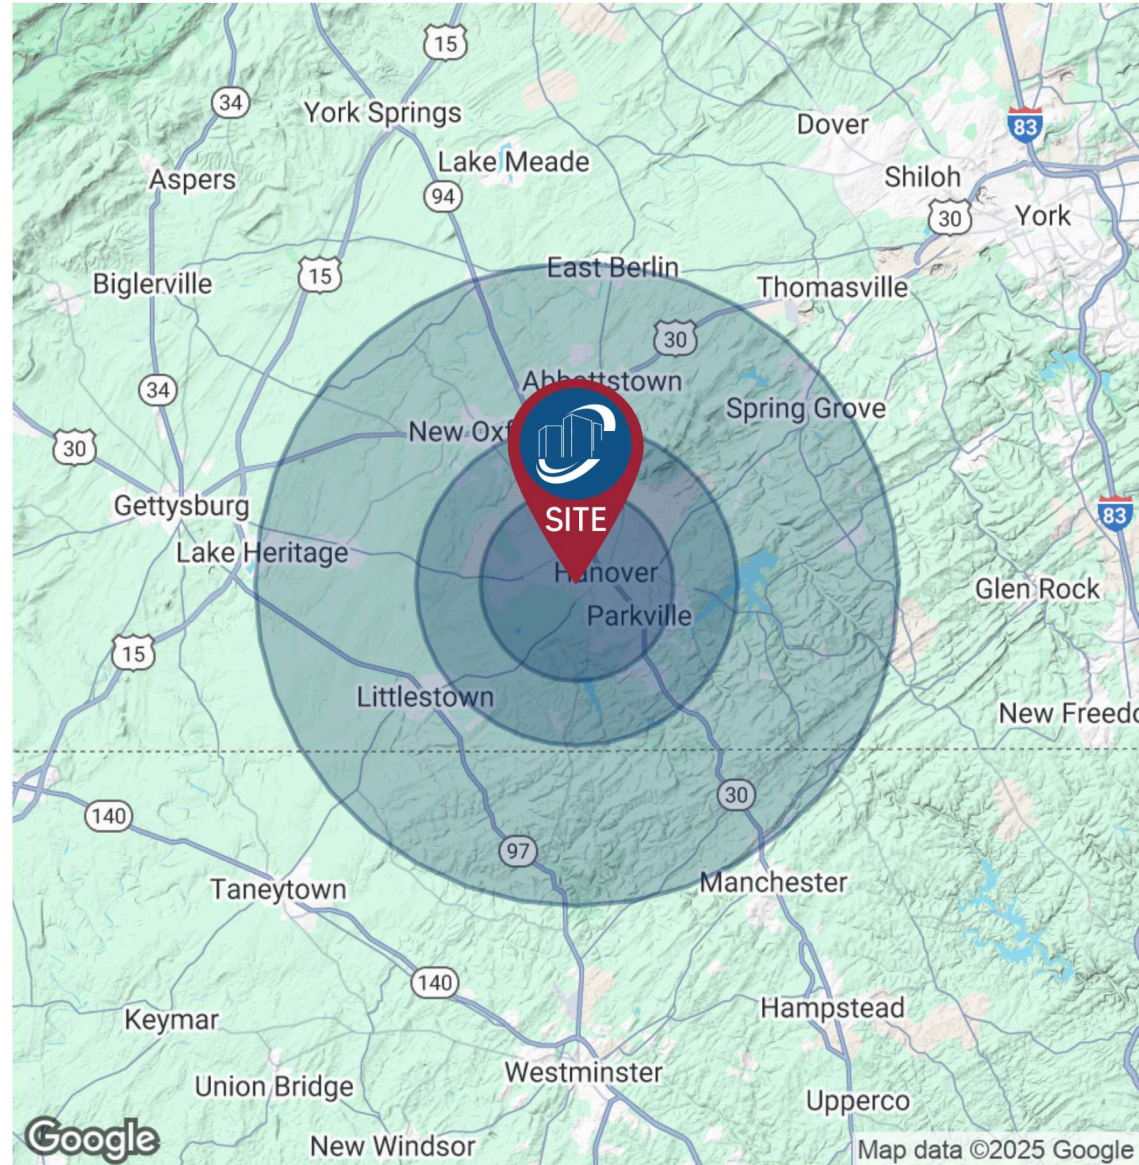 15
34
York Springs
Dover
83
Lake Meade
Aspers
94
Shiloh
30
York
15
East Berlin
Biglerville
Thomasville
30
Abbottstown
34
Spring Grove
New Oxf
30
Gettysburg
83
SITE
Lake Heritage
Hanover
Glen Rock
Parkville
15
Littlestown
New Freedo
30
140
97
Taneytown
Manchester
140
Hampstead
Keymar
Westminster
Union Bridge
Upperco
Google
New Windsor
Map data ©2025 Google